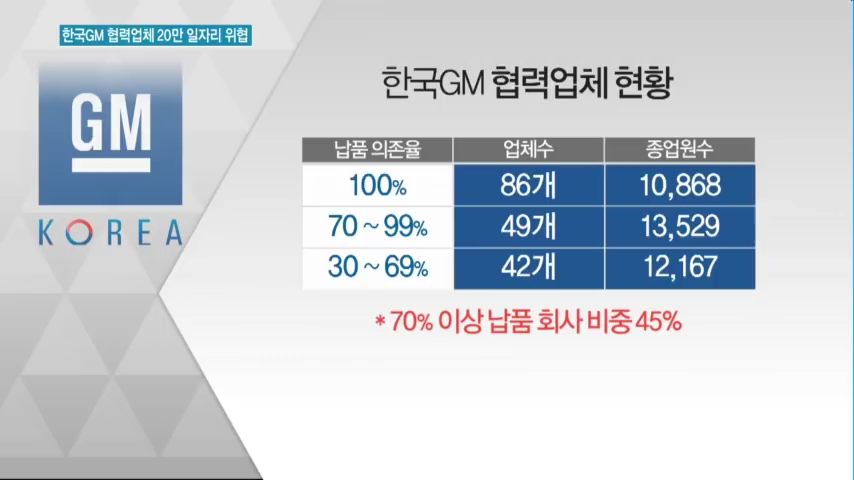 한국GM 협력업체 20만 일자리 위협
GM
KOREA
한국GM 협력업체 현황
납품 의존율 업체수 종업원수
100% 86개 10,868
70~99% 49개 13,529
30~69% 42개 12,167
*70% 이상 납품 회사 비중 45%